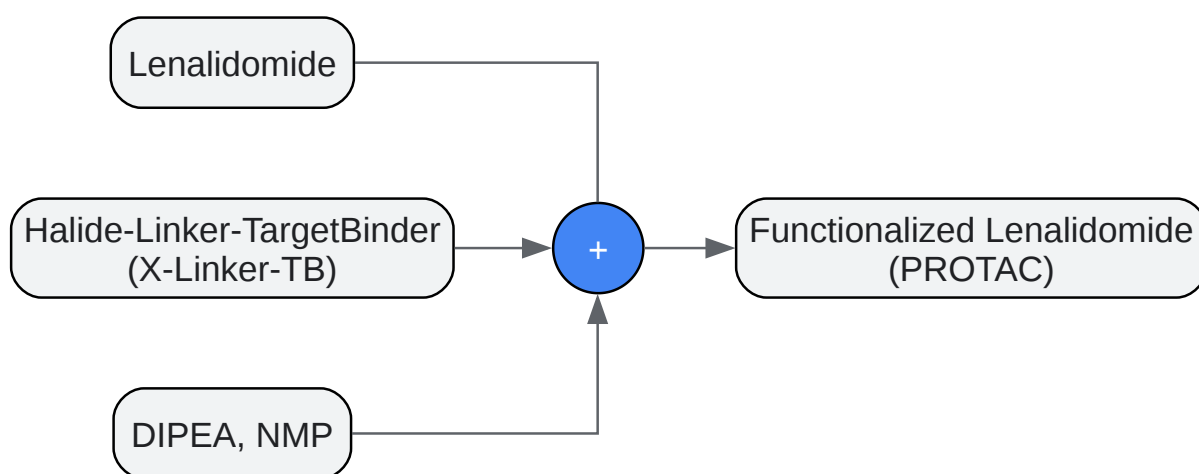 Lenalidomide
Halide-Linker-TargetBinder
(X-Linker-TB)
+
Functionalized Lenalidomide
(PROTAC)
DIPEA, NMP